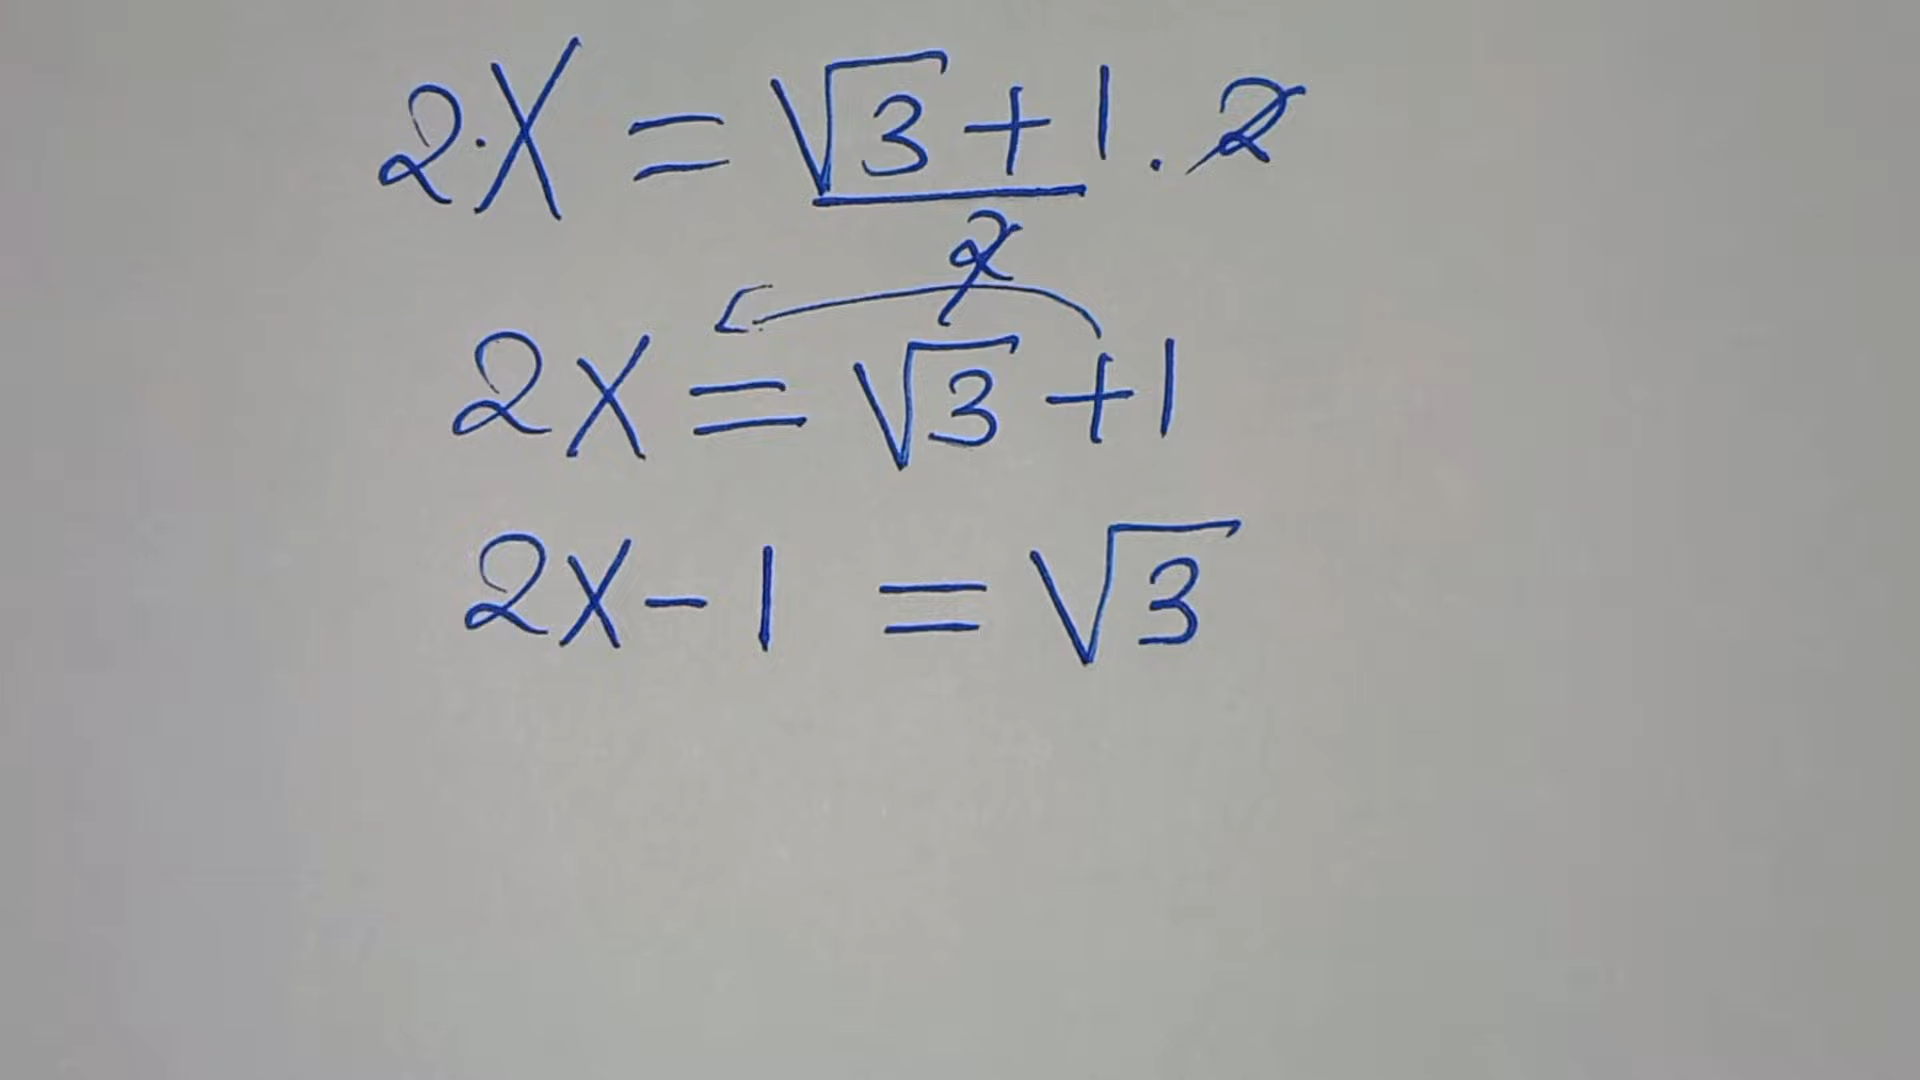 2·X = √3+1/2 . 2
2X = √3 +1
2X-1 = √3